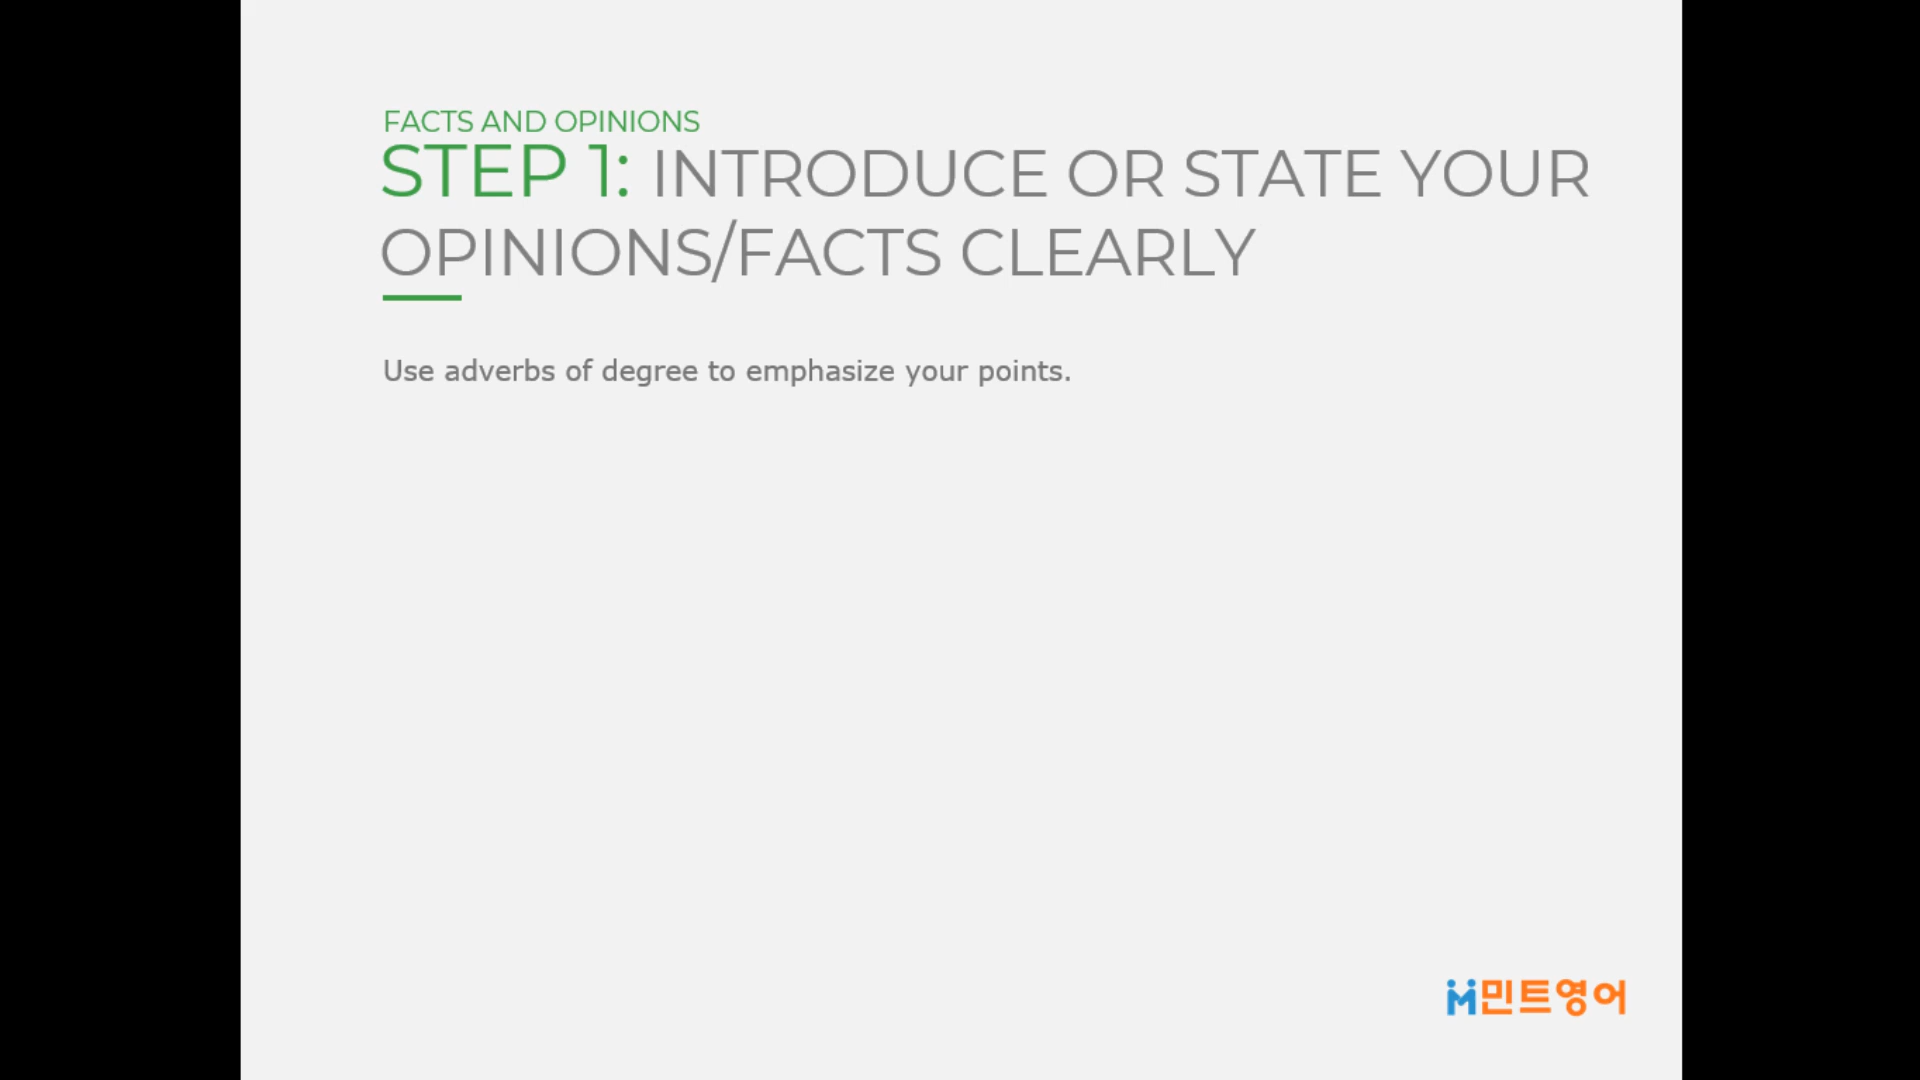 FACTS AND OPINIONS
STEP 1: INTRODUCE OR STATE YOUR
OPINIONS/FACTS CLEARLY
Use adverbs of degree to emphasize your points.
민트영어